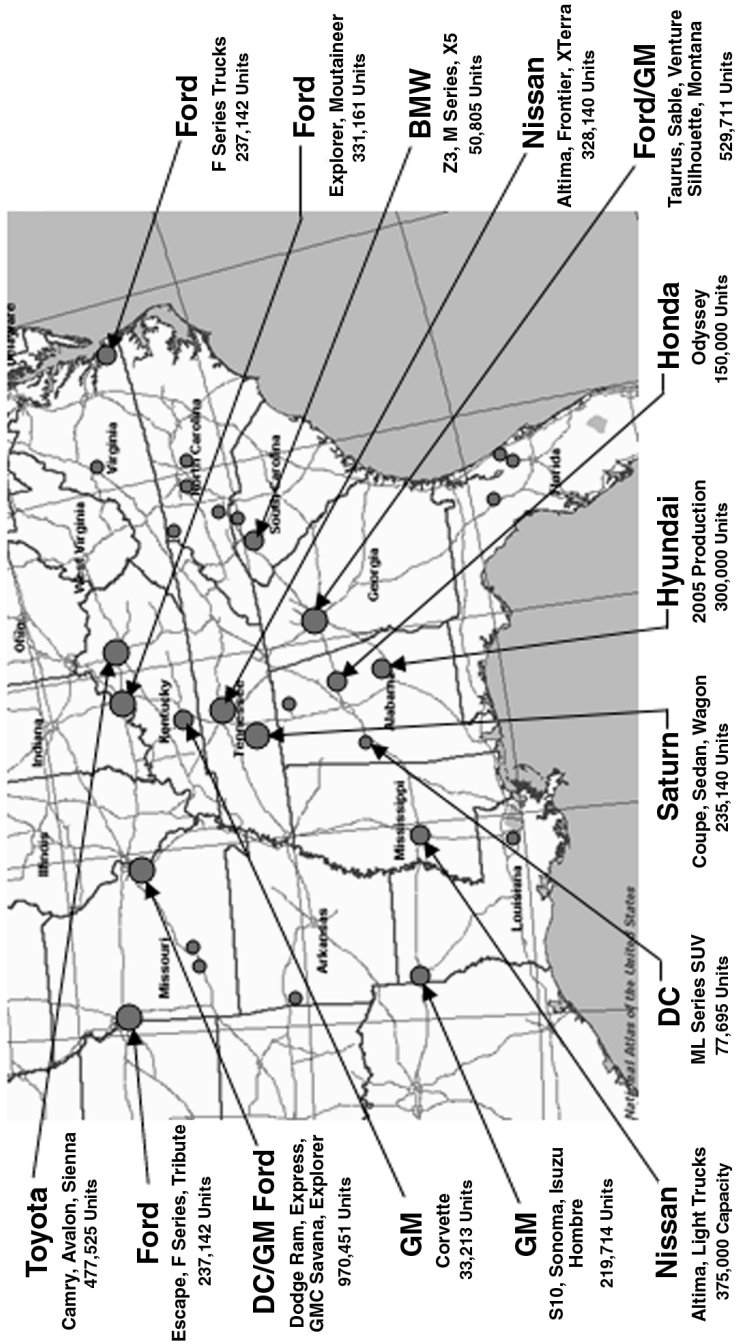 Toyota
Camry, Avalon, Sienna
477,525 Units
Ford
Escape, F Series, Tribute
237,142 Units
DC/GM Ford
Dodge Ram, Express,
GMC Savana, Explorer
970,451 Units
GM
Corvette
33,213 Units
GM
S10, Sonoma, Isuzu
Hombre
219,714 Units
Nissan
Altima, Light Trucks
375,000 Capacity
DC
ML Series SUV
77,695 Units
Saturn
Coupe, Sedan, Wagon
235,140 Units
Hyundai
2005 Production
300,000 Units
Honda
Odyssey
150,000 Units
Ford
F Series Trucks
237,142 Units
Ford
Explorer, Moutaineer
331,161 Units
BMW
Z3, M Series, X5
50,805 Units
Nissan
Altima, Frontier, XTerra
328,140 Units
Ford/GM
Taurus, Sable, Venture
Silhouette, Montana
529,711 Units
Illinois
Indiana
Ohio
West Virginia
Virginia
Missouri
Kentucky
Tennessee
North Carolina
South Carolina
Arkansas
Mississippi
Alabama
Georgia
Louisiana
Florida
National Atlas of the United States